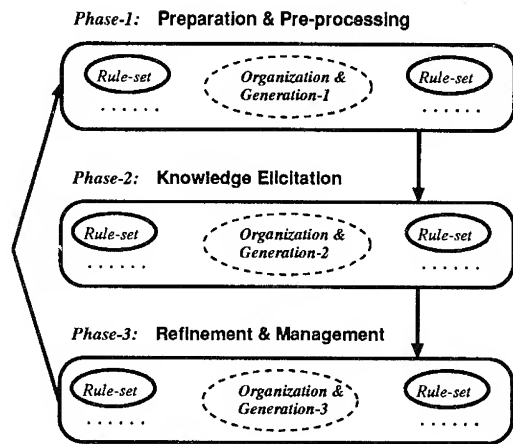 Phase-1: Preparation & Pre-processing
Rule-set
Organization &
Generation-1
Rule-set
. . . . . .
. . . . . .
Phase-2: Knowledge Elicitation
Rule-set
Organization &
Generation-2
Rule-set
. . . . . .
. . . . . .
Phase-3: Refinement & Management
Rule-set
Organization &
Generation-3
Rule-set
. . . . . .
. . . . . .